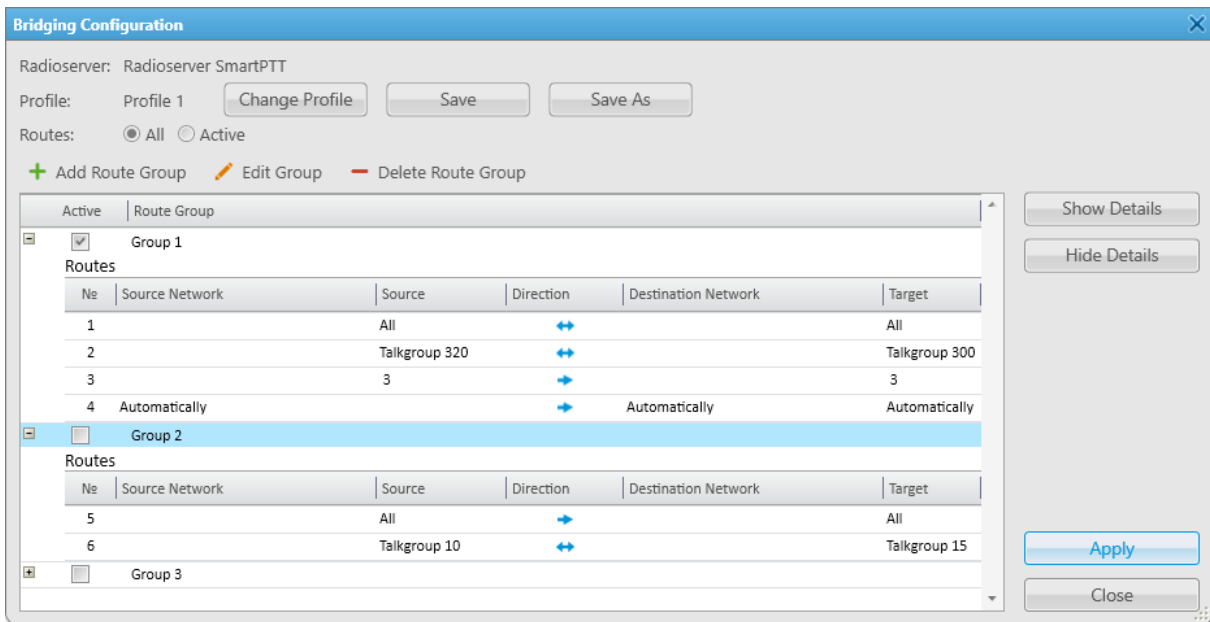 Bridging Configuration
Radioserver: Radioserver SmartPTT
Profile: Profile 1 Change Profile Save Save As
Routes: All Active
Add Route Group Edit Group Delete Route Group
Active Route Group Show Details
Group 1 Hide Details
Routes
№ Source Network Source Direction Destination Network Target
1 All All
2 Talkgroup 320 Talkgroup 300
3 3 3
4 Automatically Automatically Automatically
Group 2
Routes
№ Source Network Source Direction Destination Network Target
5 All All
6 Talkgroup 10 Talkgroup 15 Apply
Group 3
Close